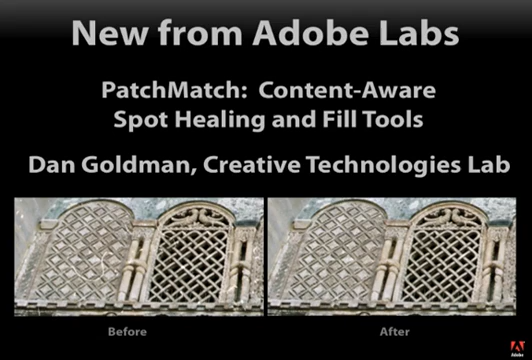 New from Adobe Labs
PatchMatch: Content-Aware
Spot Healing and Fill Tools
Dan Goldman, Creative Technologies Lab
Before
After
Adobe